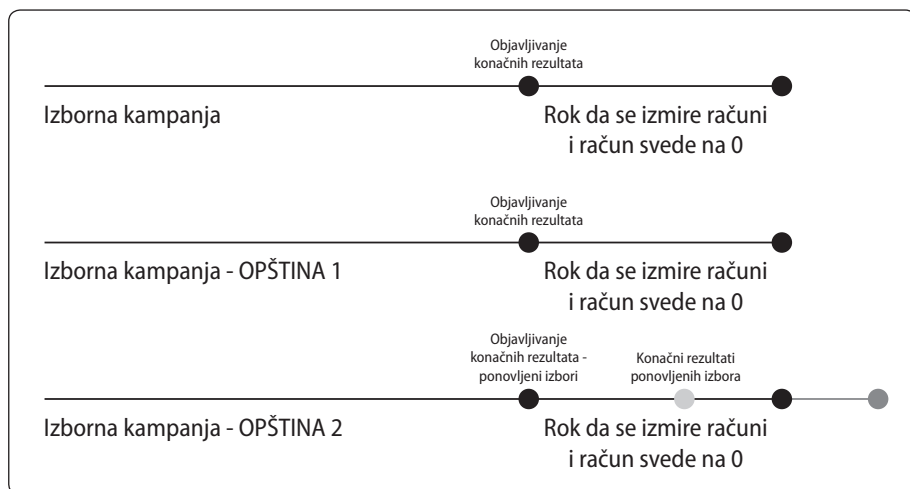 Objavljivanje
konačnih rezultata
Izborna kampanja
Rok da se izmire računi
i račun svede na 0
Objavljivanje
konačnih rezultata
Izborna kampanja - OPŠTINA 1
Rok da se izmire računi
i račun svede na 0
Objavljivanje
konačnih rezultata -
ponovljeni izbori
Konačni rezultati
ponovljenih izbora
Izborna kampanja - OPŠTINA 2
Rok da se izmire računi
i račun svede na 0